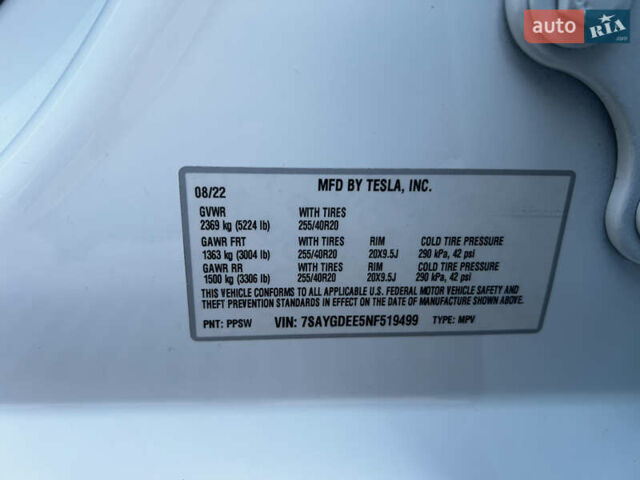 auto RIA
.com
08/22 MFD BY TESLA, INC.
GVWR WITH TIRES
2369 kg (5224 lb) 255/40R20
GAWR FRT WITH TIRES RIM COLD TIRE PRESSURE
1363 kg (3004 lb) 255/40R20 20X9.5J 290 kPa, 42 psi
GAWR RR WITH TIRES RIM COLD TIRE PRESSURE
1500 kg (3306 lb) 255/40R20 20X9.5J 290 kPa, 42 psi
THIS VEHICLE CONFORMS TO ALL APPLICABLE U.S. FEDERAL MOTOR VEHICLE SAFETY AND
THEFT PREVENTION STANDARDS IN EFFECT ON DATE OF MANUFACTURE SHOWN ABOVE.
PNT: PPSW VIN: 7SAYGDEE5NF519499 TYPE: MPV